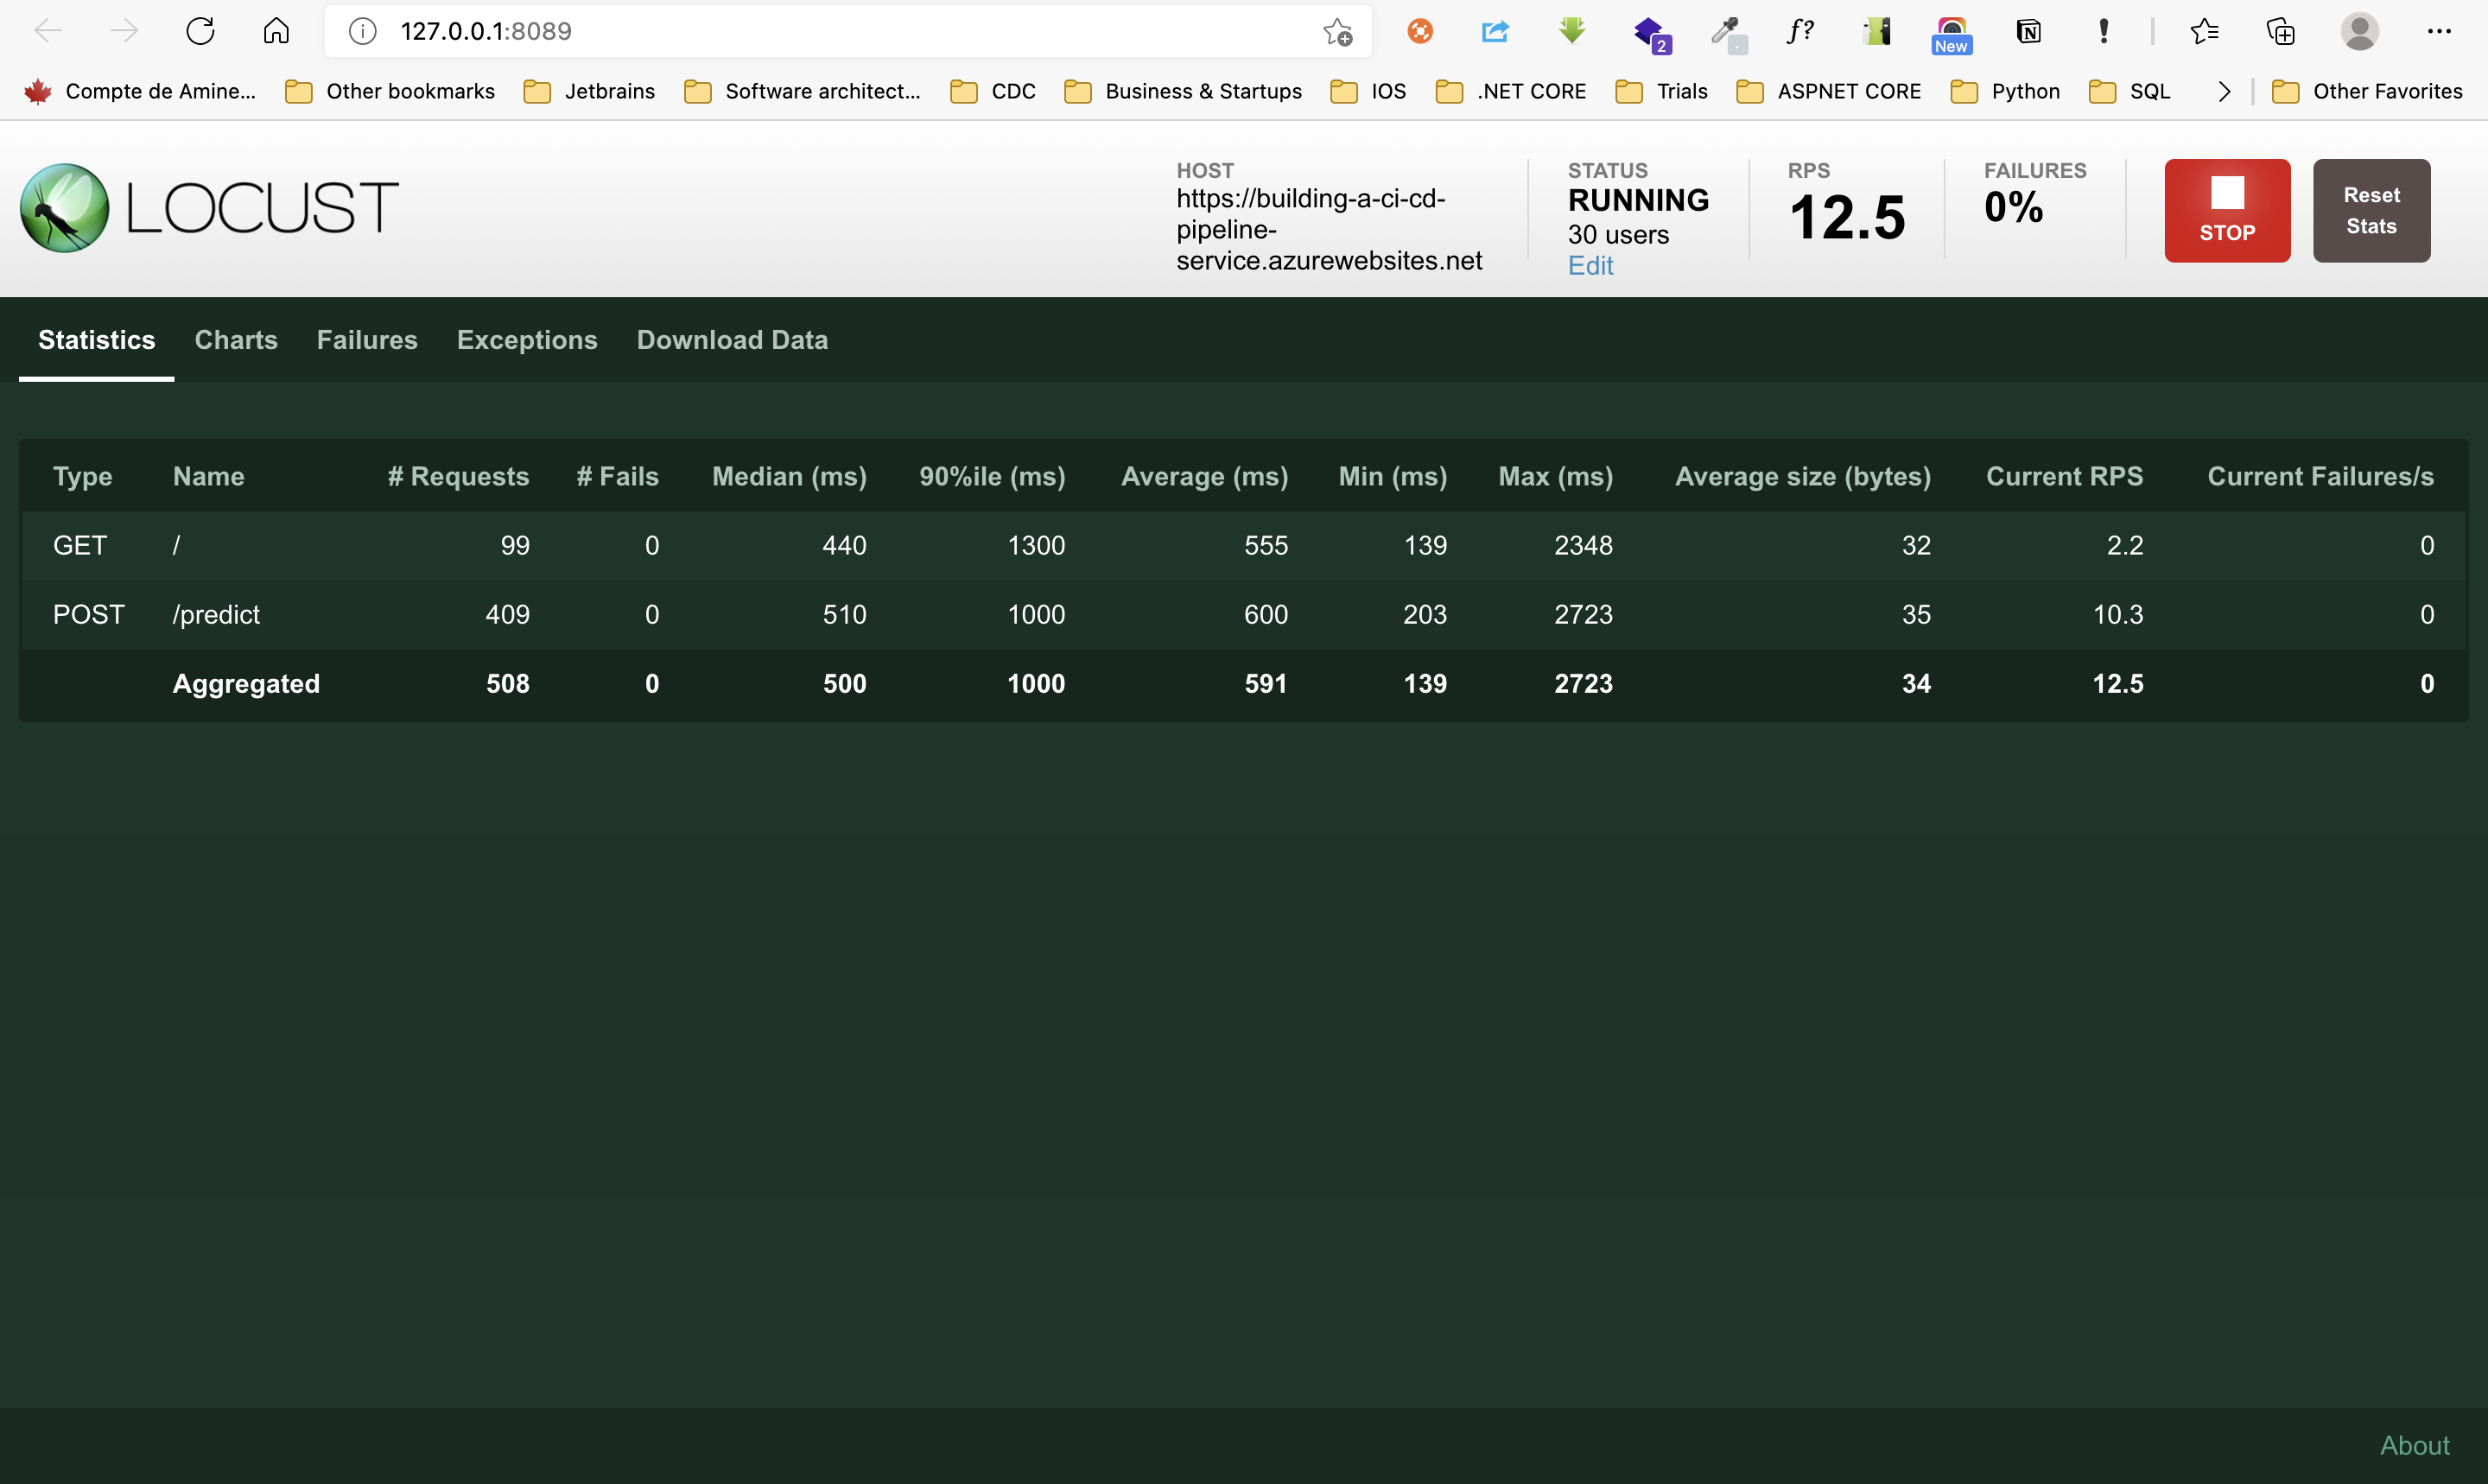 127.0.0.1:8089
2
ƒ?
New
Compte de Amine... Other bookmarks Jetbrains Software architect... CDC Business & Startups IOS .NET CORE Trials ASPNET CORE Python SQL Other Favorites
LOCUST
HOST
https://building-a-ci-cd-
pipeline-
service.azurewebsites.net
STATUS
RUNNING
30 users
Edit
RPS
12.5
FAILURES
0%
STOP
Reset
Stats
Statistics Charts Failures Exceptions Download Data
Type Name # Requests # Fails Median (ms) 90%ile (ms) Average (ms) Min (ms) Max (ms) Average size (bytes) Current RPS Current Failures/s
GET / 99 0 440 1300 555 139 2348 32 2.2 0
POST /predict 409 0 510 1000 600 203 2723 35 10.3 0
Aggregated 508 0 500 1000 591 139 2723 34 12.5 0
About